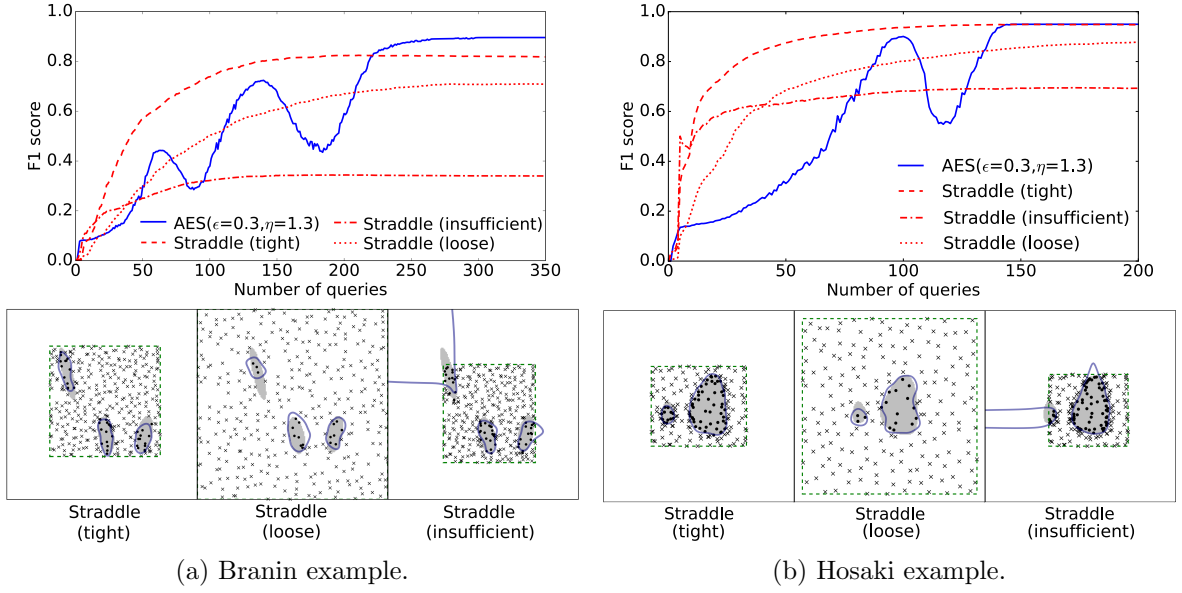 1.0
0.8
0.6
0.4
0.2
0.0
F1 score
0 50 100 150 200 250 300 350
Number of queries
AES(ϵ=0.3,η=1.3)
Straddle (tight)
Straddle (insufficient)
Straddle (loose)
Straddle
(tight)
Straddle
(loose)
Straddle
(insufficient)
(a) Branin example.
1.0
0.8
0.6
0.4
0.2
0.0
F1 score
0 50 100 150 200
Number of queries
AES(ϵ=0.3,η=1.3)
Straddle (tight)
Straddle (insufficient)
Straddle (loose)
Straddle
(tight)
Straddle
(loose)
Straddle
(insufficient)
(b) Hosaki example.